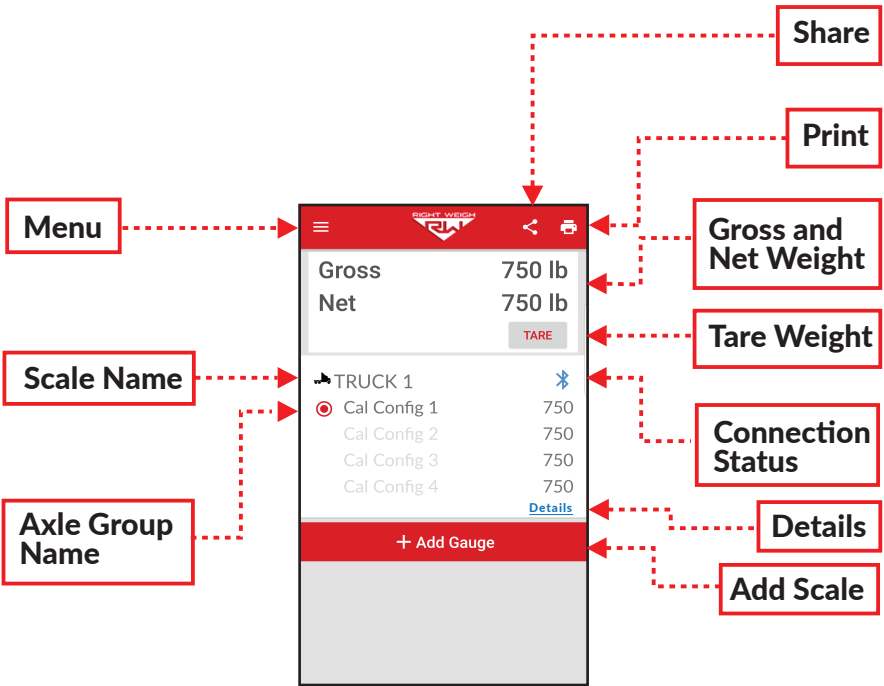 Share
Print
Menu
RIGHT WEIGH
RW
Gross and
Net Weight
Gross 750 lb
Net 750 lb
TARE
Tare Weight
Scale Name
TRUCK 1
Cal Config 1 750
Cal Config 2 750
Cal Config 3 750
Cal Config 4 750
Details
Connection
Status
Axle Group
Name
Details
+ Add Gauge
Add Scale